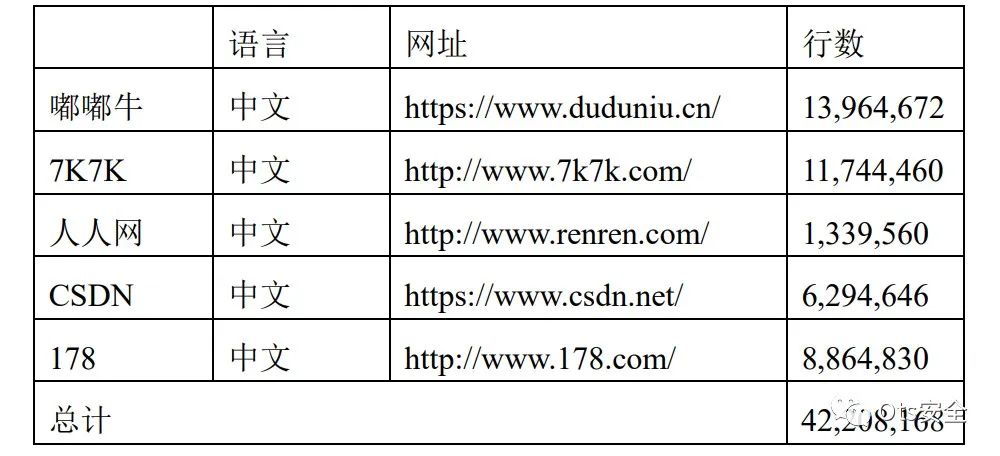 语言 网址 行数
嘟嘟牛 中文 https://www.duduniu.cn/ 13,964,672
7K7K 中文 http://www.7k7k.com/ 11,744,460
人人网 中文 http://www.renren.com/ 1,339,560
CSDN 中文 https://www.csdn.net/ 6,294,646
178 中文 http://www.178.com/ 8,864,830
总计 42,208,168
Ots安全